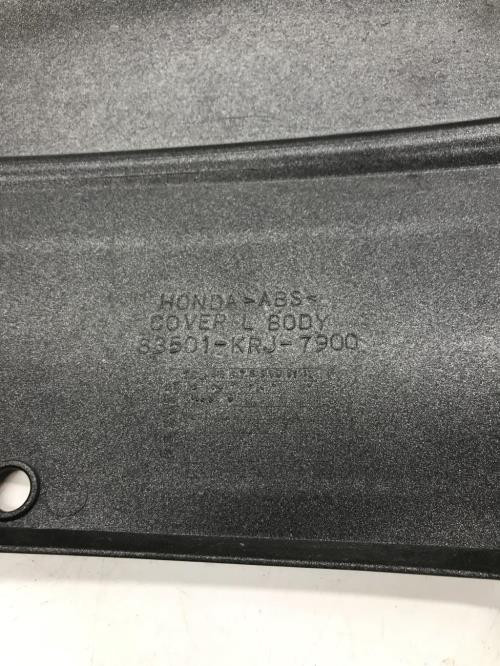 HONDA >ABS<
COVER L BODY
83501-KRJ-7900